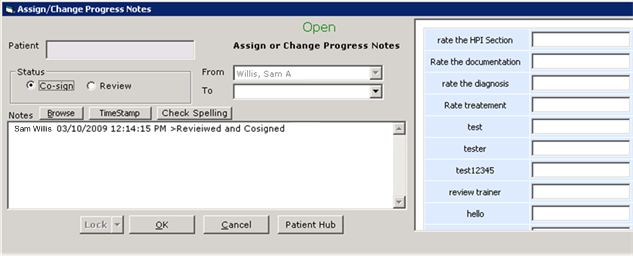 Assign/Change Progress Notes
Open
Patient
Assign or Change Progress Notes
Status
Co-sign Review
From Willis, Sam A
To
Notes Browse TimeStamp Check Spelling
Sam Willis 03/10/2009 12:14:15 PM >Revieiwed and Cosigned
Lock OK Cancel Patient Hub
rate the HPI Section
Rate the documentation
rate the diagnosis
Rate treatement
test
tester
test12345
review trainer
hello